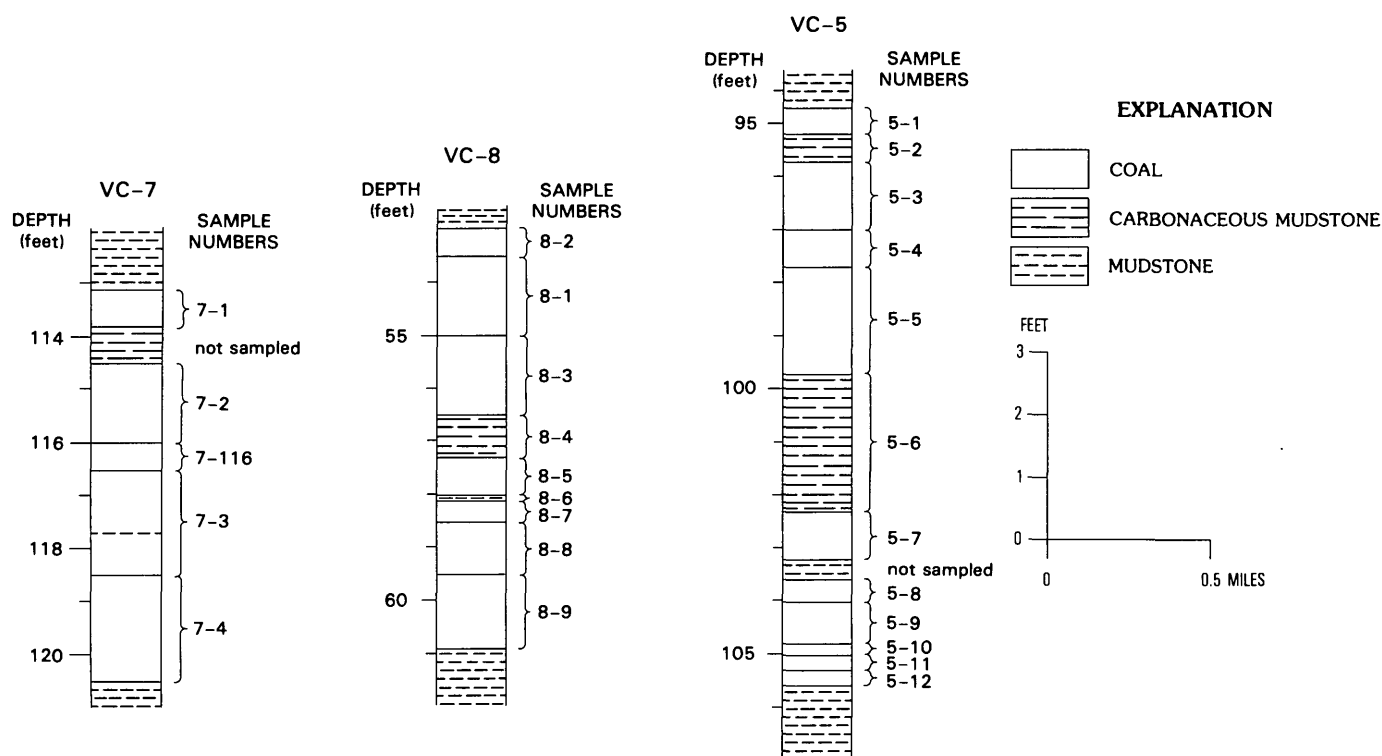 VC-7
DEPTH
(feet)
SAMPLE
NUMBERS
114
116
118
120
7-1
not sampled
7-2
7-116
7-3
7-4
VC-8
DEPTH
(feet)
SAMPLE
NUMBERS
55
60
8-2
8-1
8-3
8-4
8-5
8-6
8-7
8-8
8-9
VC-5
DEPTH
(feet)
SAMPLE
NUMBERS
95
100
105
5-1
5-2
5-3
5-4
5-5
5-6
5-7
not sampled
5-8
5-9
5-10
5-11
5-12
EXPLANATION
COAL
CARBONACEOUS MUDSTONE
MUDSTONE
FEET
3
2
1
0
0
0.5 MILES